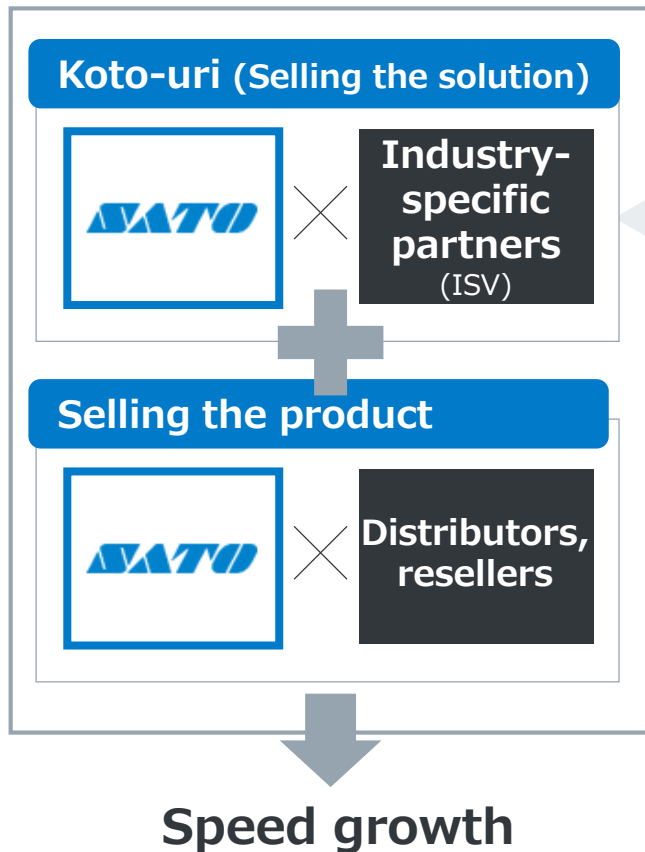 Koto-uri (Selling the solution)
SATO
Industry-
specific
partners
(ISV)
Selling the product
SATO
Distributors,
resellers
Speed growth